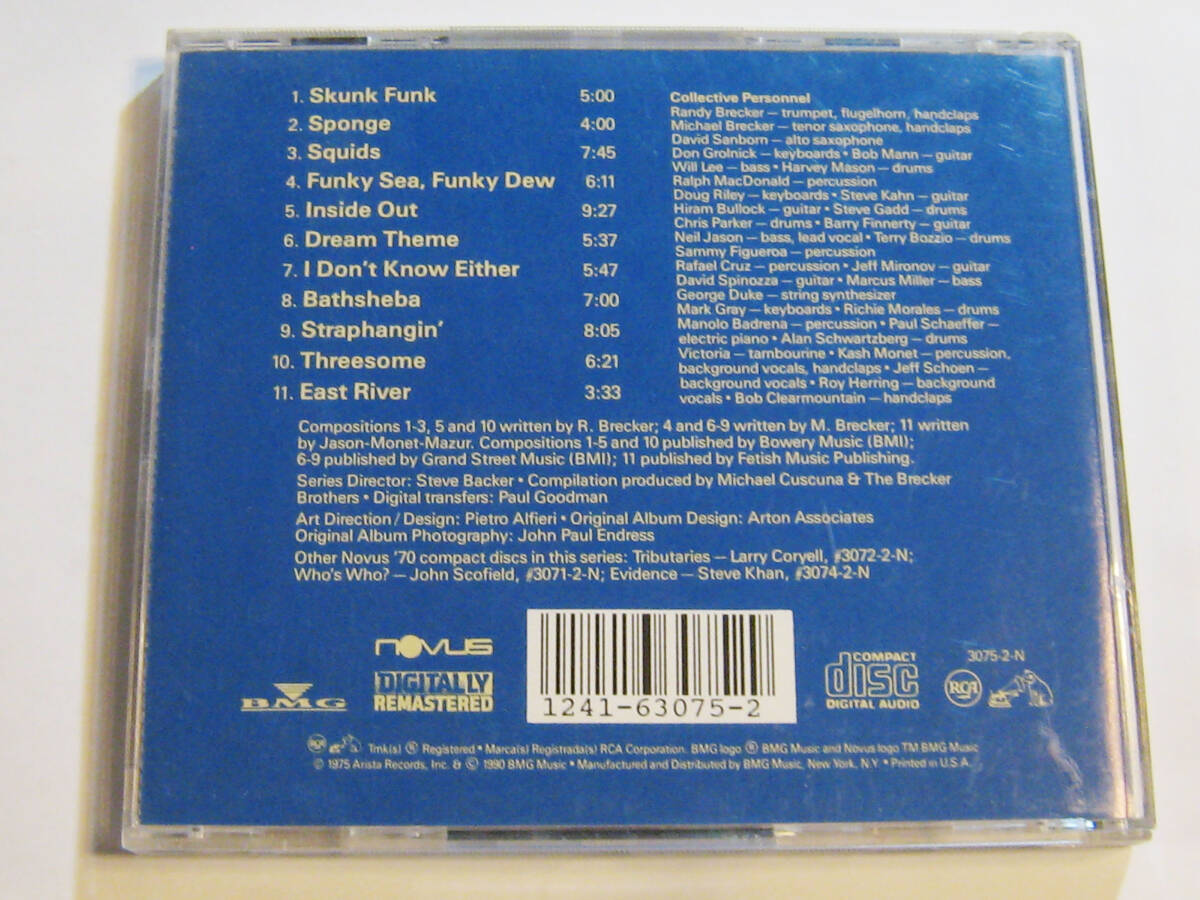 1. Skunk Funk 5:00
2. Sponge 4:00
3. Squids 7:45
4. Funky Sea, Funky Dew 6:11
5. Inside Out 9:27
6. Dream Theme 5:37
7. I Don't Know Either 5:47
8. Bathsheba 7:00
9. Straphangin' 8:05
10. Threesome 6:21
11. East River 3:33
Collective Personnel
Randy Brecker — trumpet, flugelhorn, handclaps
Michael Brecker — tenor saxophone, handclaps
David Sanborn — alto saxophone
Don Grolnick — keyboards • Bob Mann — guitar
Will Lee — bass • Harvey Mason — drums
Ralph MacDonald — percussion
Doug Riley — keyboards • Steve Kahn — guitar
Hiram Bullock — guitar • Steve Gadd — drums
Chris Parker — drums • Barry Finnerty — guitar
Neil Jason — bass, lead vocal • Terry Bozzio — drums
Sammy Figueroa — percussion
Rafael Cruz — percussion • Jeff Mironov — guitar
David Spinozza — guitar • Marcus Miller — bass
George Duke — string synthesizer
Mark Gray — keyboards • Richie Morales — drums
Manolo Badrena — percussion • Paul Schaeffer —
electric piano • Alan Schwartzberg — drums
Victoria — tambourine • Kash Monet — percussion,
background vocals, handclaps • Jeff Schoen —
background vocals • Roy Herring — background
vocals • Bob Clearmountain — handclaps
Compositions 1-3, 5 and 10 written by R. Brecker; 4 and 6-9 written by M. Brecker; 11 written
by Jason-Monet-Mazur. Compositions 1-5 and 10 published by Bowery Music (BMI);
6-9 published by Grand Street Music (BMI); 11 published by Fetish Music Publishing.
Series Director: Steve Backer • Compilation produced by Michael Cuscuna & The Brecker
Brothers • Digital transfers: Paul Goodman
Art Direction / Design: Pietro Alfieri • Original Album Design: Arton Associates
Original Album Photography: John Paul Endress
Other Novus '70 compact discs in this series: Tributaries — Larry Coryell, #3072-2-N;
Who's Who? — John Scofield, #3071-2-N; Evidence — Steve Khan, #3074-2-N
BMG
NOVUS
DIGITALLY
REMASTERED
1241-63075-2
COMPACT
disc
DIGITAL AUDIO
3075-2-N
RCA
Tmk(s) ® Registered • Marca(s) Registrada(s) RCA Corporation. BMG logo ® BMG Music and Novus logo TM BMG Music
℗ 1975 Arista Records, Inc. & © 1990 BMG Music • Manufactured and Distributed by BMG Music, New York, N.Y. • Printed in U.S.A.